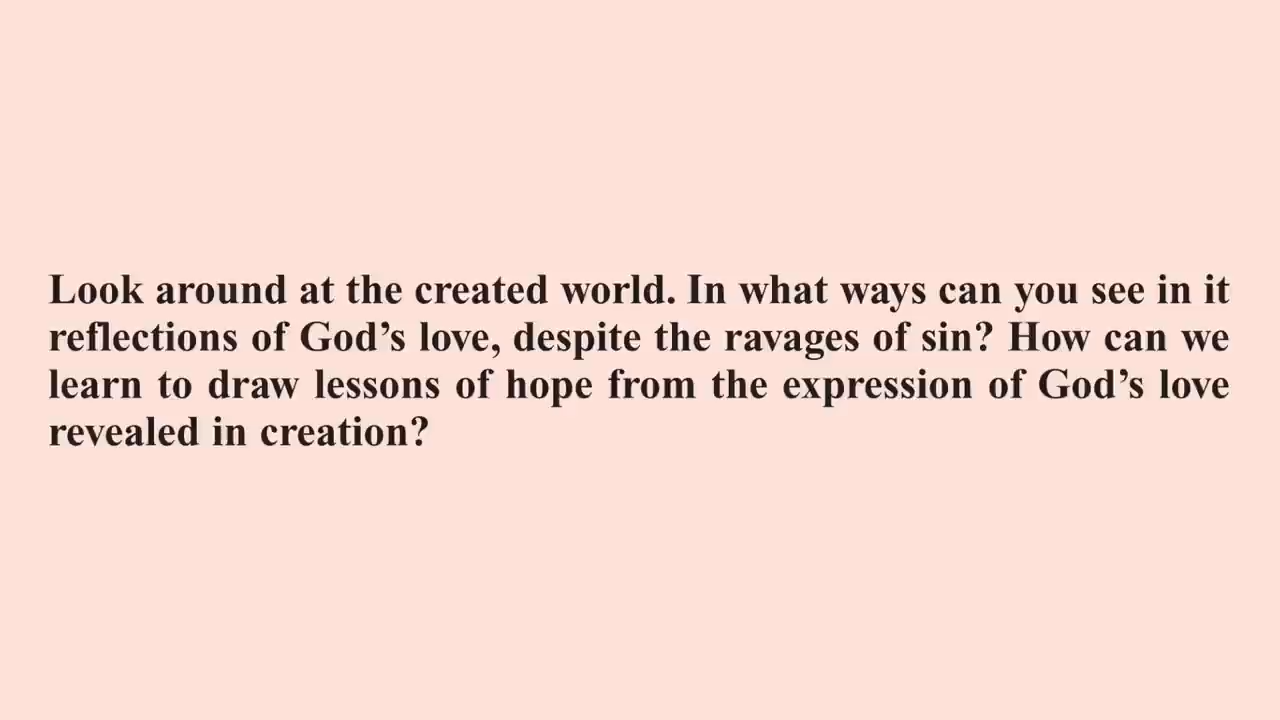 Look around at the created world. In what ways can you see in it
reflections of God’s love, despite the ravages of sin? How can we
learn to draw lessons of hope from the expression of God’s love
revealed in creation?